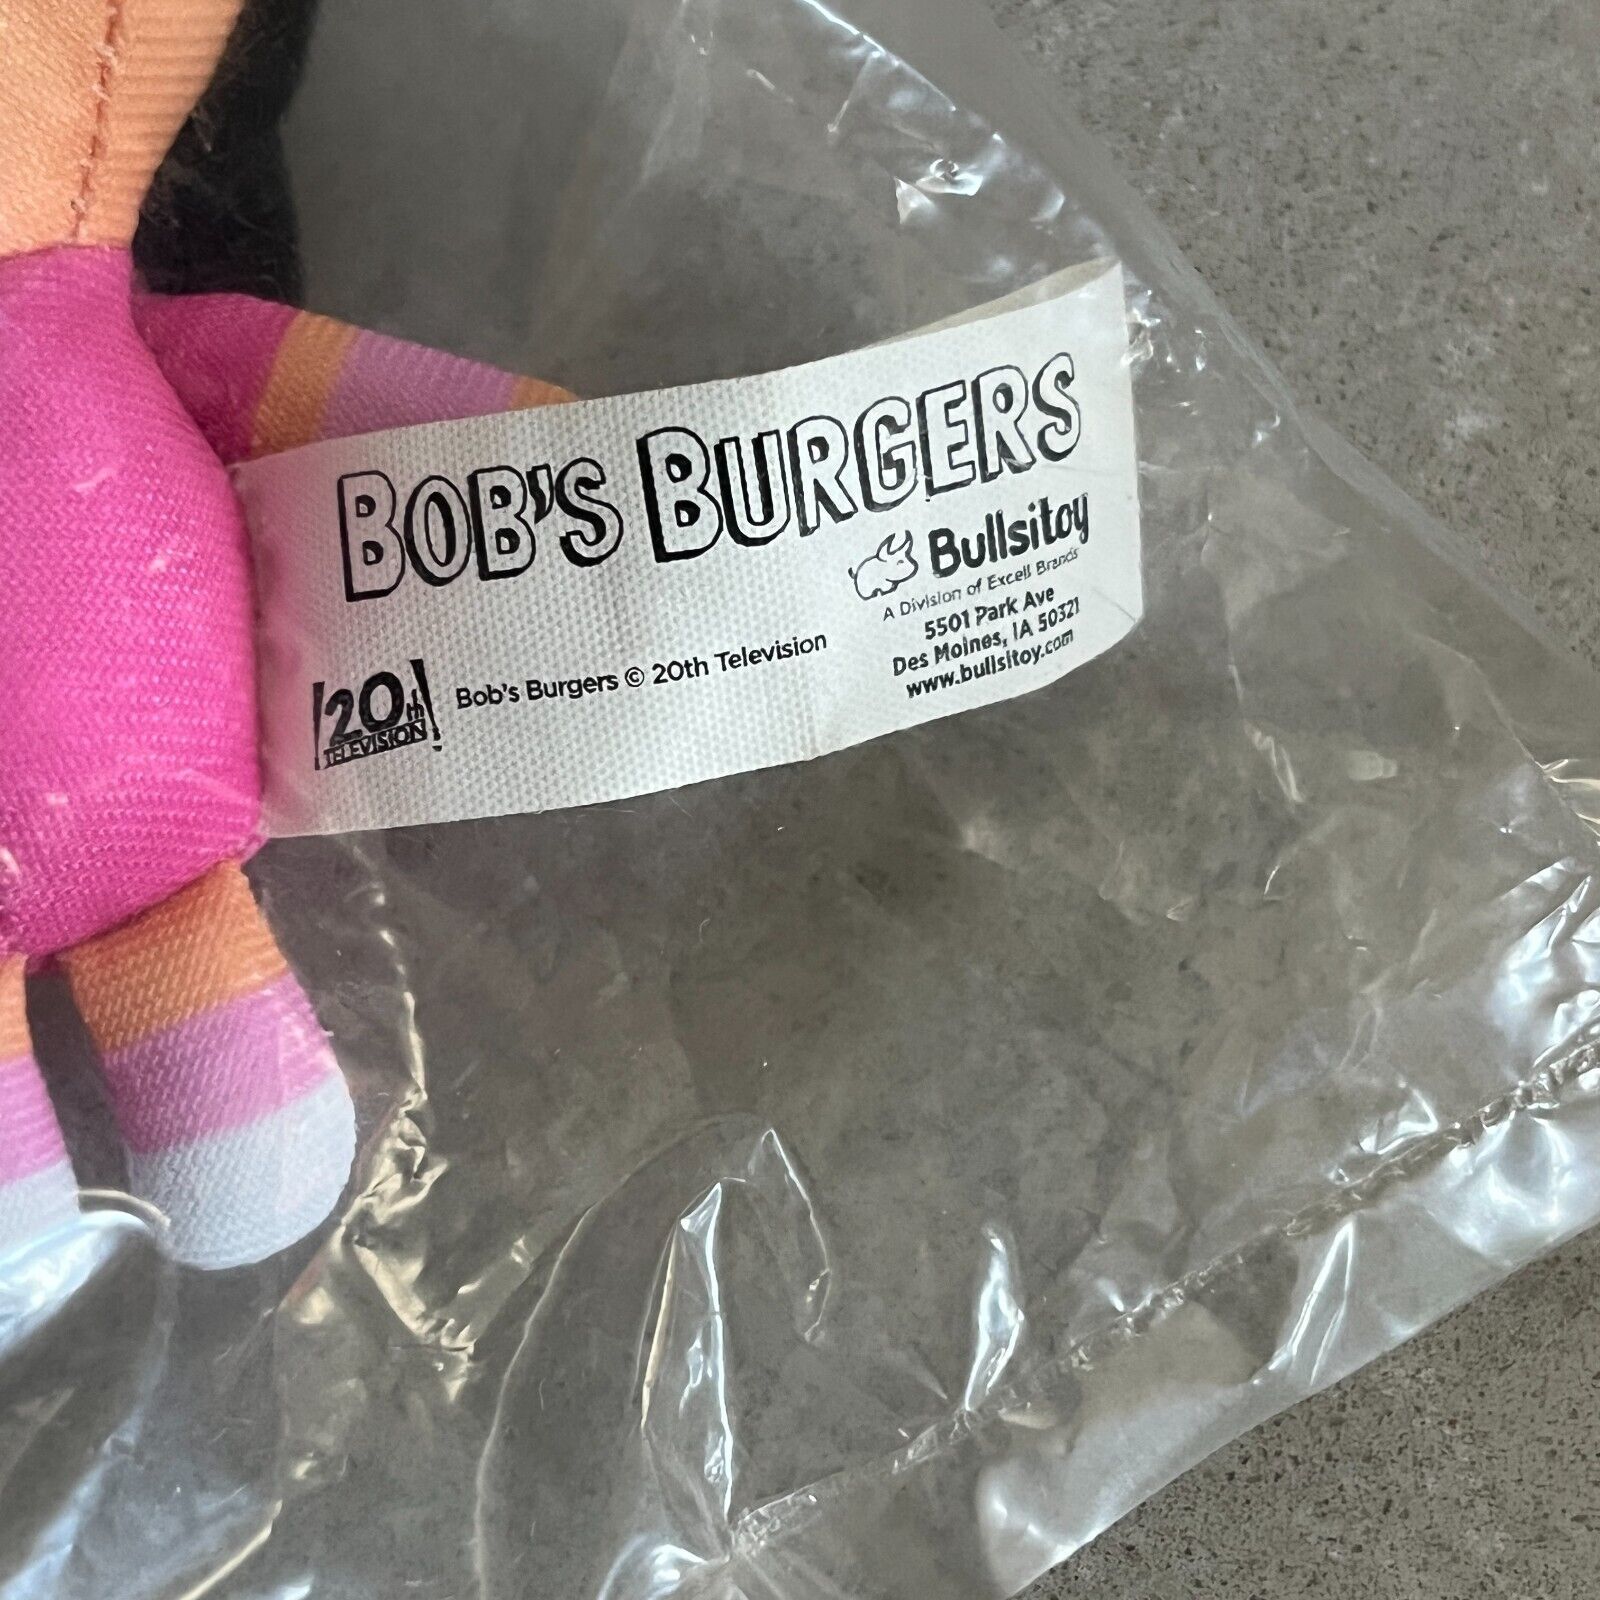 BOB'S BURGERS
Bullsitoy
A Division of Excell Brands
5501 Park Ave
Des Moines, IA 50321
www.bullsitoy.com
20th
TELEVISION
Bob's Burgers © 20th Television